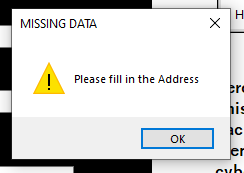 MISSING DATA
H
Please fill in the Address
OK